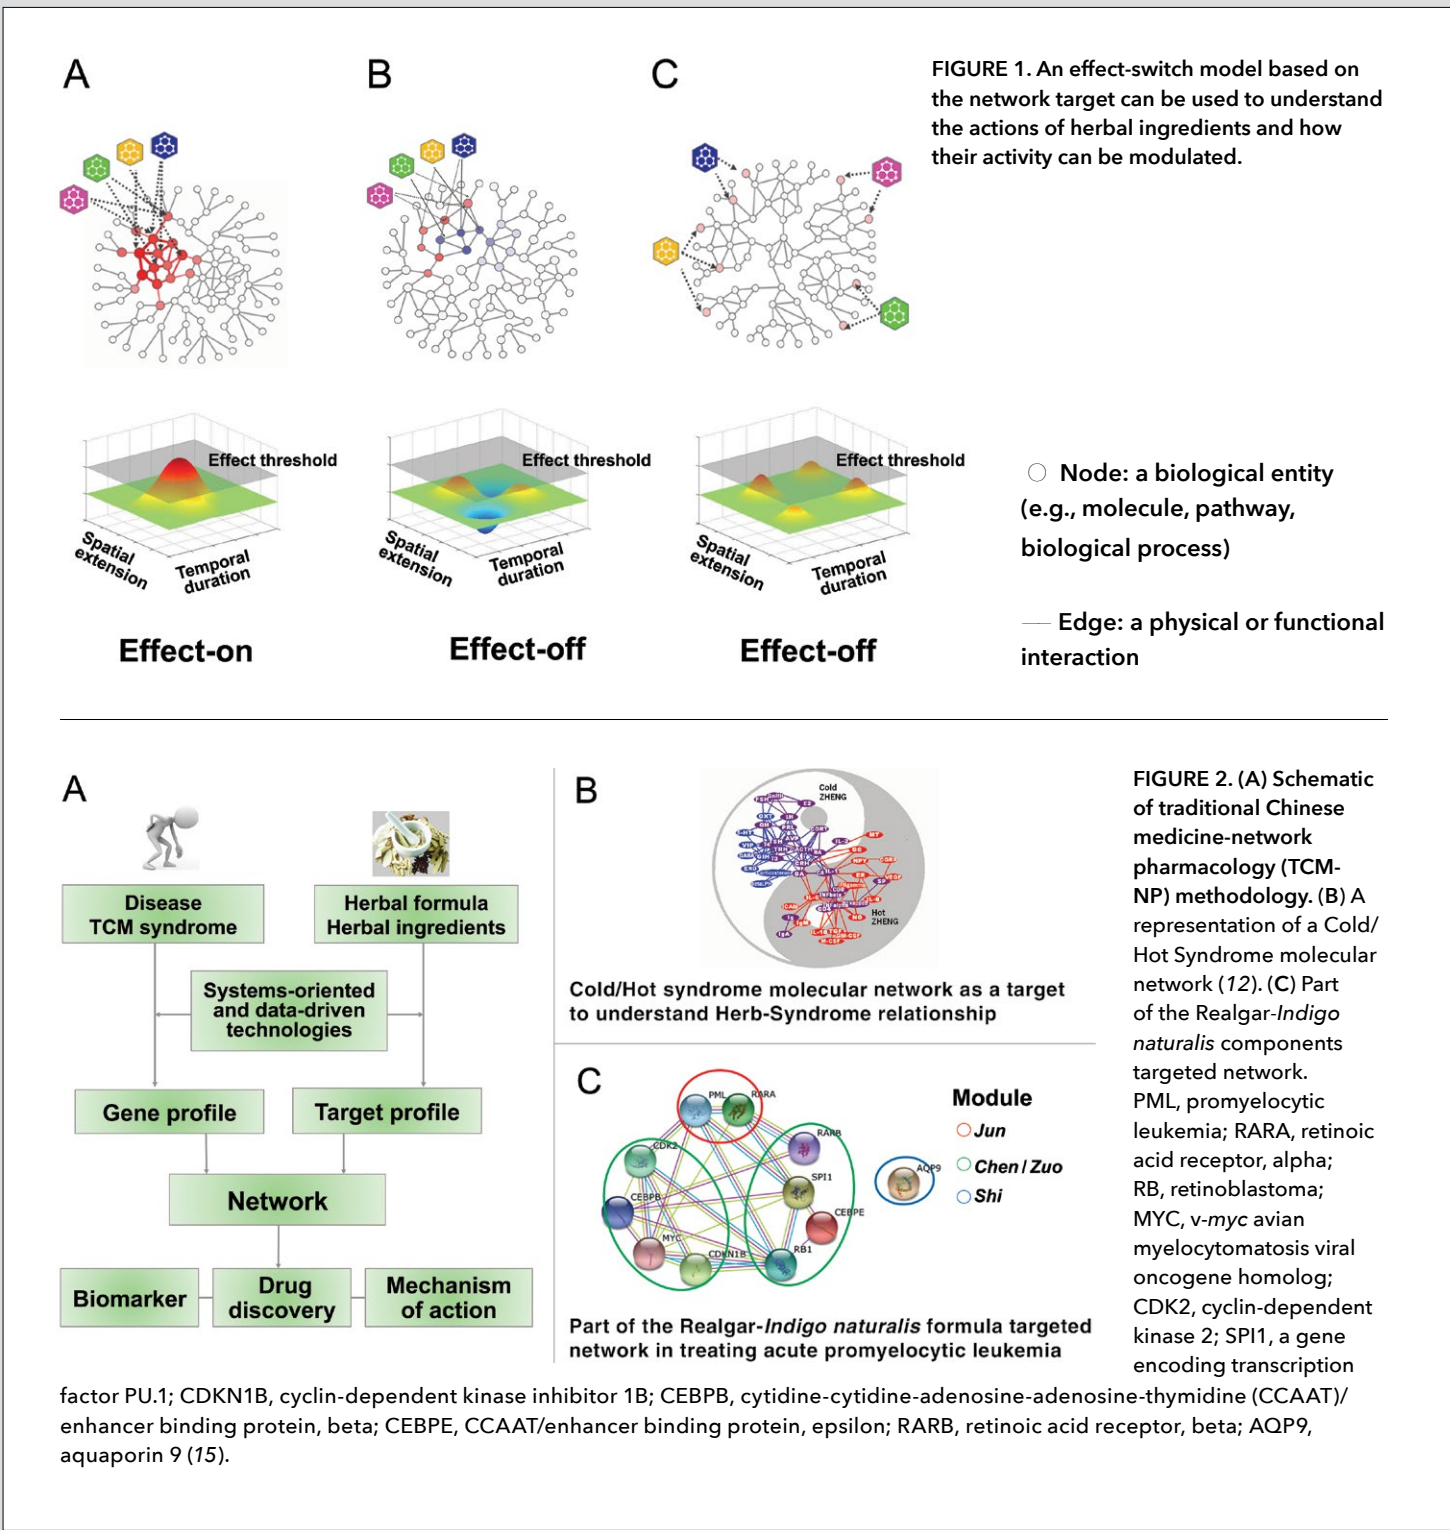 A
B
C
FIGURE 1. An effect-switch model based on
the network target can be used to understand
the actions of herbal ingredients and how
their activity can be modulated.
Effect threshold
Effect threshold
Effect threshold
Spatial
extension
Temporal
duration
Spatial
extension
Temporal
duration
Spatial
extension
Temporal
duration
Effect-on
Effect-off
Effect-off
Node: a biological entity
(e.g., molecule, pathway,
biological process)
Edge: a physical or functional
interaction
A
Disease
TCM syndrome
Herbal formula
Herbal ingredients
Systems-oriented
and data-driven
technologies
Gene profile
Target profile
Network
Biomarker
Drug
discovery
Mechanism
of action
B
Cold
ZHENG
Hot
ZHENG
Cold/Hot syndrome molecular network as a target
to understand Herb-Syndrome relationship
C
PML
RARA
CDK2
RARB
SPI1
CEBPB
CEBPE
MYC
CDKN1B
RB1
AQP9
Module
Jun
Chen / Zuo
Shi
Part of the Realgar-Indigo naturalis formula targeted
network in treating acute promyelocytic leukemia
FIGURE 2. (A) Schematic
of traditional Chinese
medicine-network
pharmacology (TCM-
NP) methodology. (B) A
representation of a Cold/
Hot Syndrome molecular
network (12). (C) Part
of the Realgar-Indigo
naturalis components
targeted network.
PML, promyelocytic
leukemia; RARA, retinoic
acid receptor, alpha;
RB, retinoblastoma;
MYC, v-myc avian
myelocytomatosis viral
oncogene homolog;
CDK2, cyclin-dependent
kinase 2; SPI1, a gene
encoding transcription
factor PU.1; CDKN1B, cyclin-dependent kinase inhibitor 1B; CEBPB, cytidine-cytidine-adenosine-adenosine-thymidine (CCAAT)/
enhancer binding protein, beta; CEBPE, CCAAT/enhancer binding protein, epsilon; RARB, retinoic acid receptor, beta; AQP9,
aquaporin 9 (15).